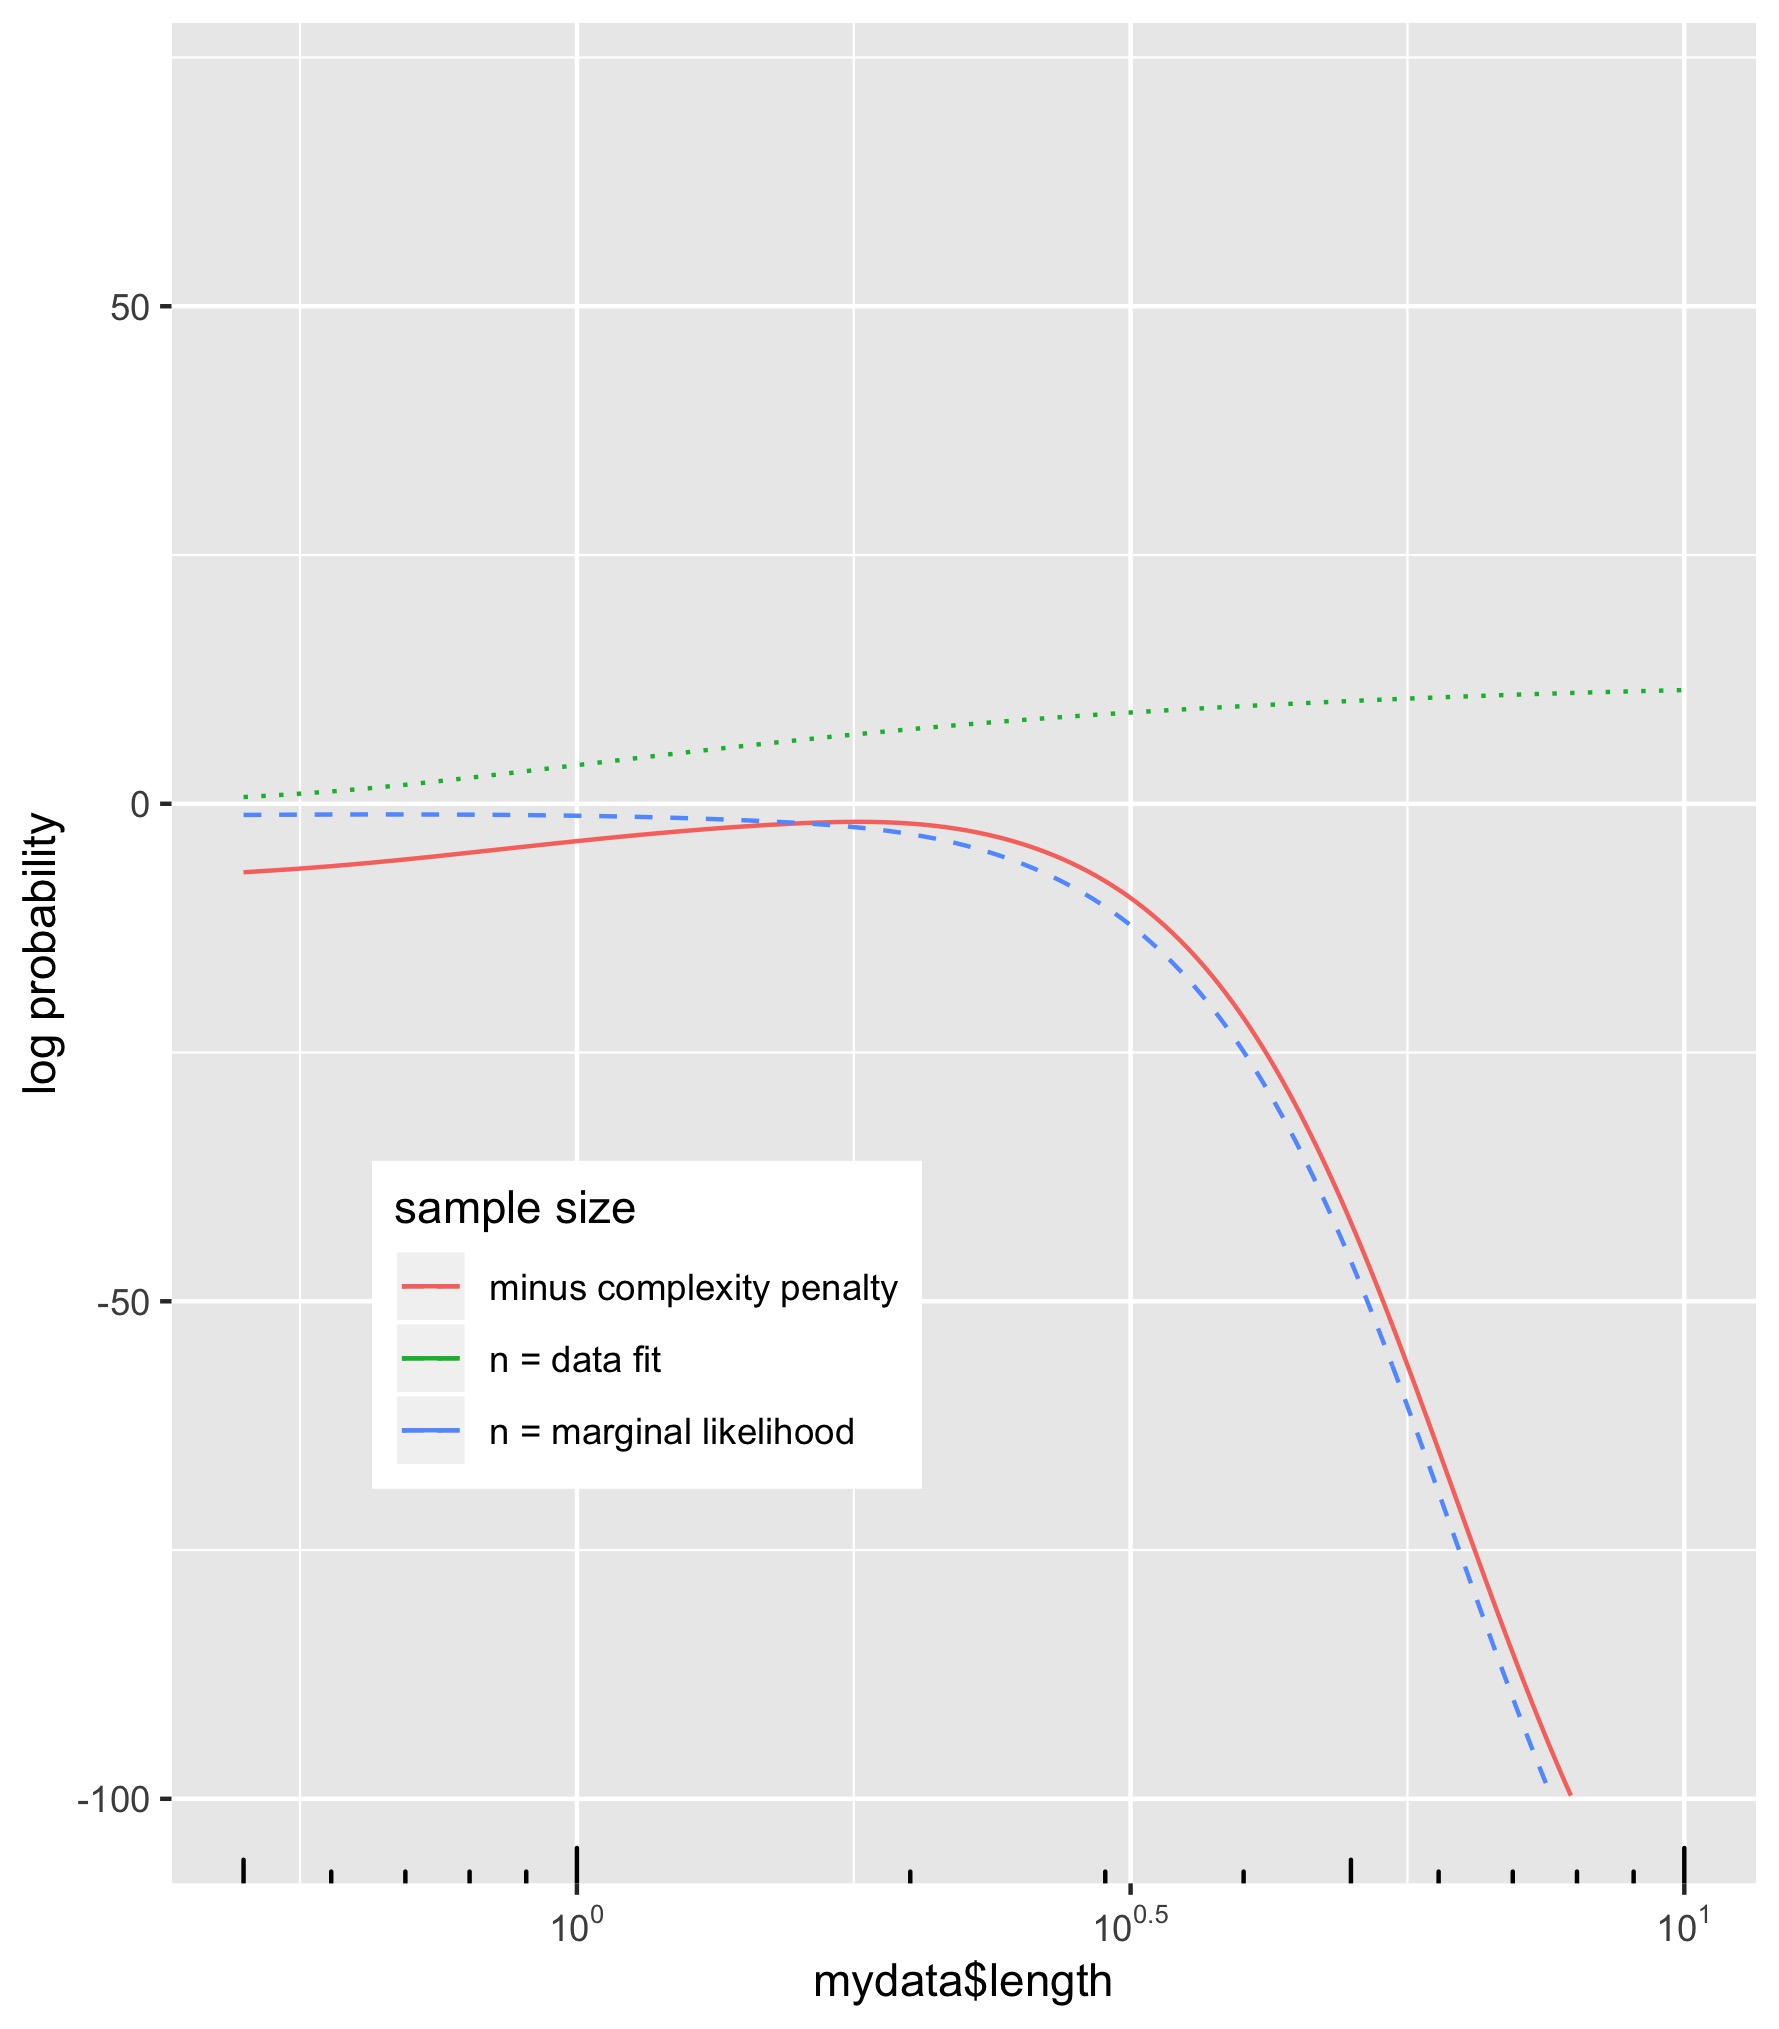 50
0
-50
-100
log probability
sample size
minus complexity penalty
n = data fit
n = marginal likelihood
10^0
10^0.5
10^1
mydata$length